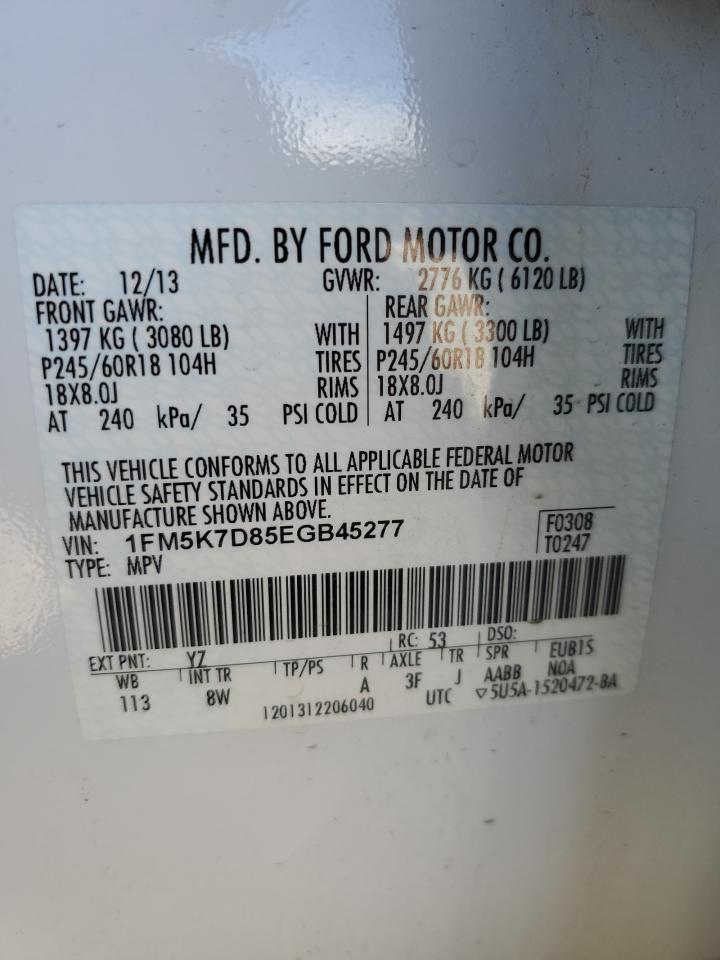 MFD. BY FORD MOTOR CO.
DATE: 12/13 GVWR: 2776 KG ( 6120 LB)
FRONT GAWR: REAR GAWR:
1397 KG ( 3080 LB) WITH 1497 KG ( 3300 LB) WITH
P245/60R18 104H TIRES P245/60R18 104H TIRES
18X8.0J RIMS 18X8.0J RIMS
AT 240 kPa/ 35 PSI COLD AT 240 kPa/ 35 PSI COLD
THIS VEHICLE CONFORMS TO ALL APPLICABLE FEDERAL MOTOR
VEHICLE SAFETY STANDARDS IN EFFECT ON THE DATE OF
MANUFACTURE SHOWN ABOVE.
VIN: 1FM5K7D85EGB45277 F0308
TYPE: MPV T0247
EXT PNT: YZ RC: 53 DSO:
WB INT TR TP/PS R AXLE TR SPR EUB1S
113 8W A 3F J AABB NOA
1201312206040 UTC ▽5U5A-1520472-BA